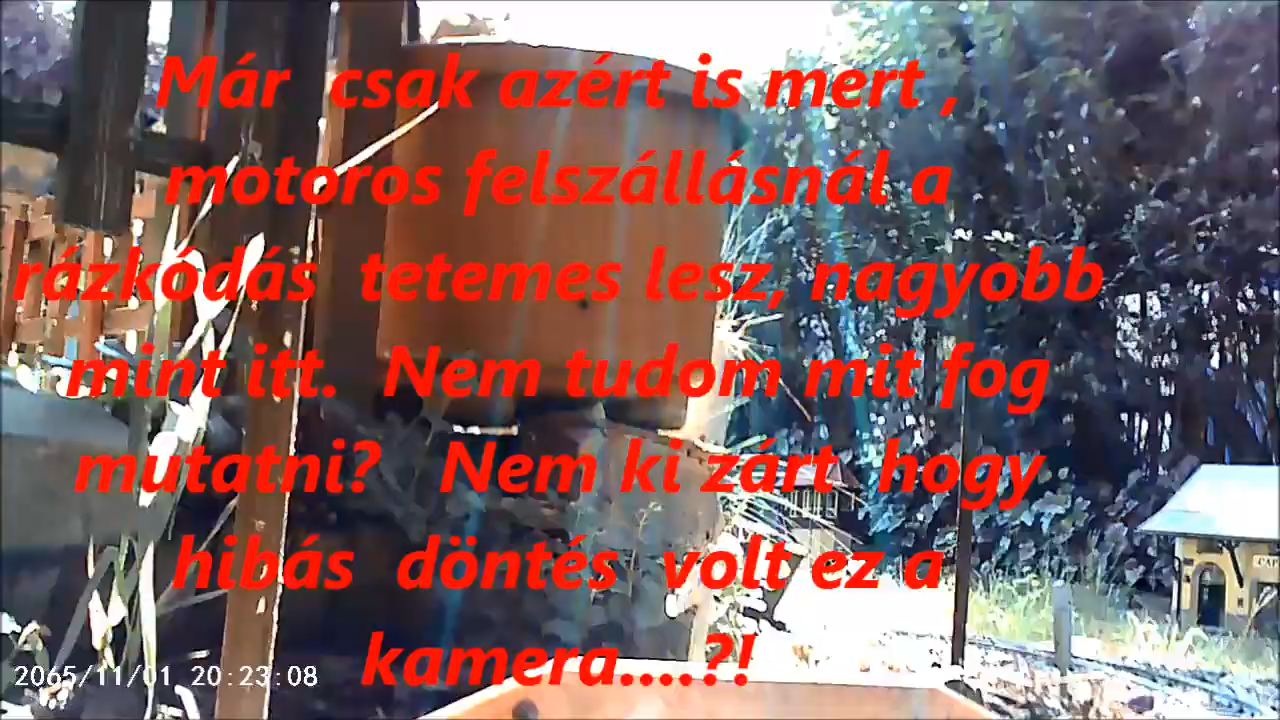 Már csak azért is mert ,
motoros felszállásnál a
rázkódás tetemes lesz, nagyobb
mint itt. Nem tudom mit fog
mutatni? Nem ki zárt hogy
hibás döntés volt ez a
kamera....?!
2065/11/01 20:23:08